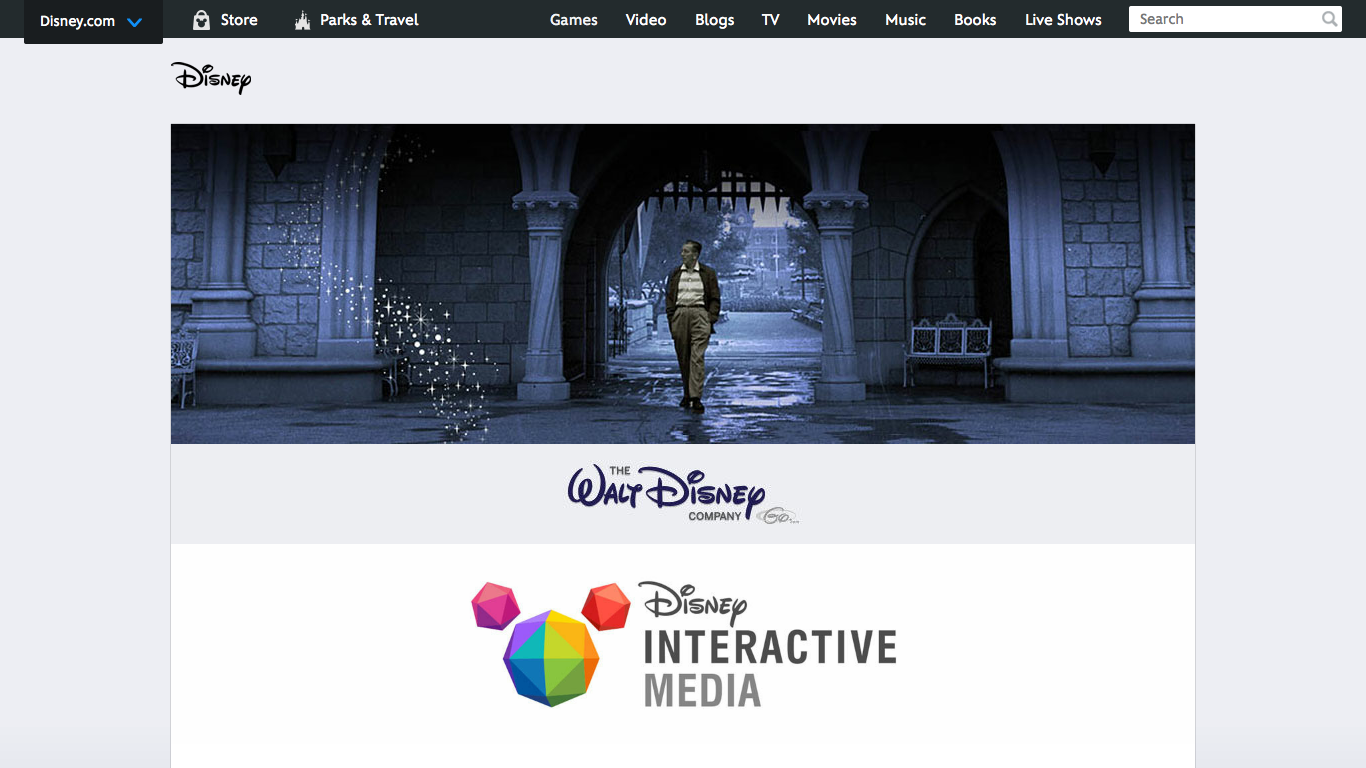 Disney.com Store Parks & Travel Games Video Blogs TV Movies Music Books Live Shows Search
Disney
THE
Walt Disney
COMPANY
Disney
INTERACTIVE
MEDIA